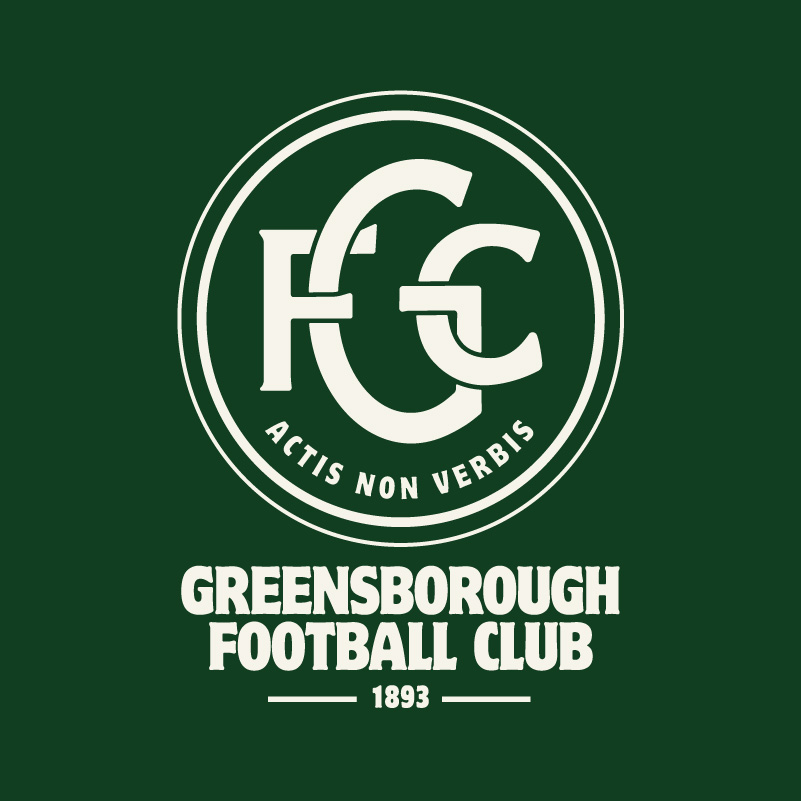 FGC
ACTIS NON VERBIS
GREENSBOROUGH
FOOTBALL CLUB
1893